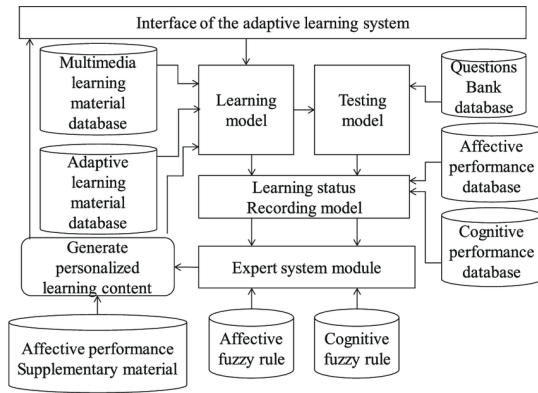 Interface of the adaptive learning system
Multimedia
learning
material
database
Learning
model
Testing
model
Questions
Bank
database
Adaptive
learning
material
database
Learning status
Recording model
Affective
performance
database
Cognitive
performance
database
Generate
personalized
learning content
Expert system module
Affective performance
Supplementary material
Affective
fuzzy rule
Cognitive
fuzzy rule